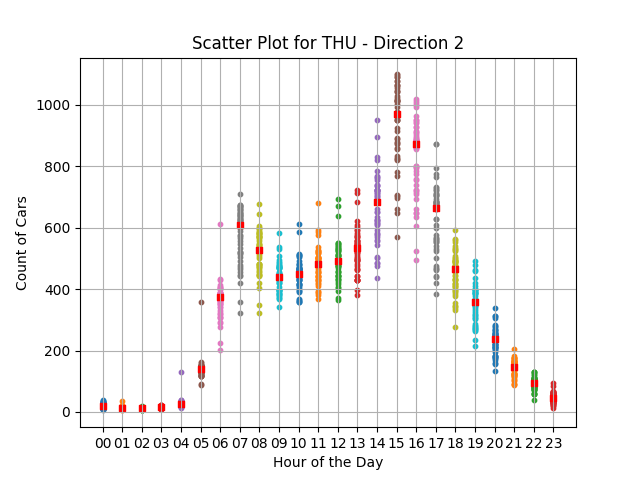 Scatter Plot for THU - Direction 2
Count of Cars
1000
800
600
400
200
0
00 01 02 03 04 05 06 07 08 09 10 11 12 13 14 15 16 17 18 19 20 21 22 23
Hour of the Day